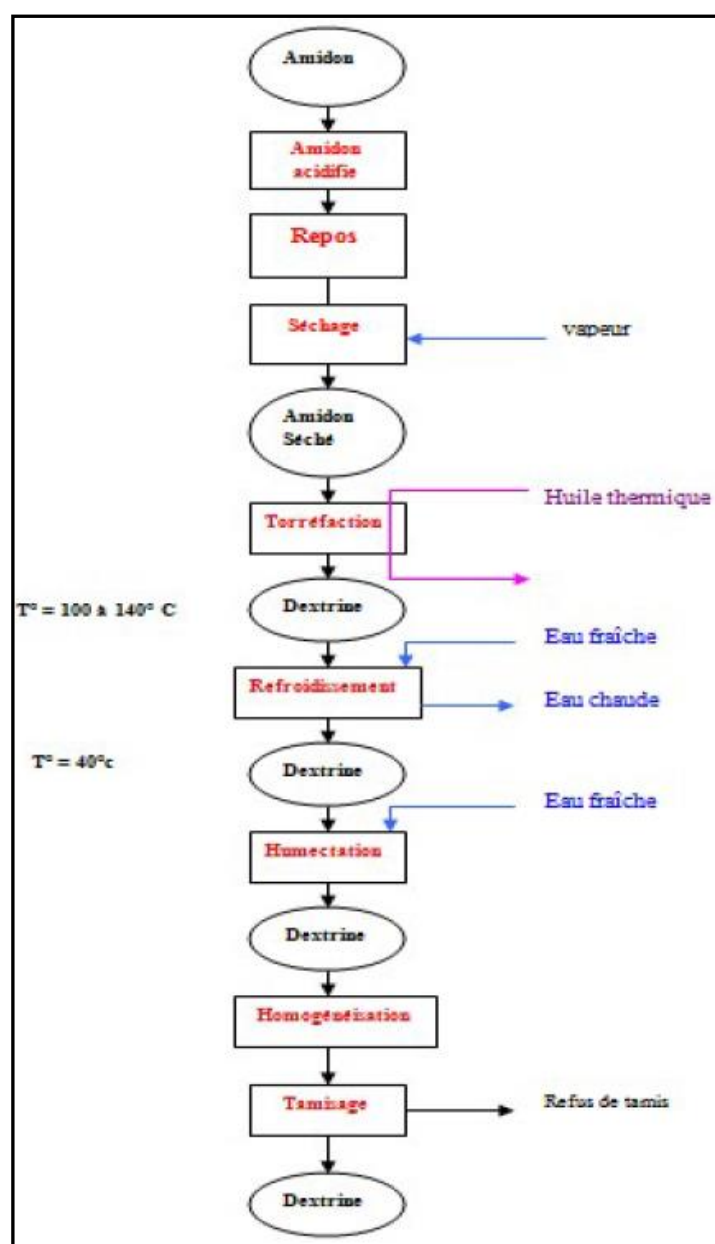 Amidon
Amidon
acidifie
Repos
Séchage
vapeur
Amidon
Séché
Huile thermique
Torréfaction
T° = 100 à 140° C
Dextrine
Eau fraîche
Refroidissement
Eau chaude
T° = 40°c
Dextrine
Eau fraîche
Humectation
Dextrine
Homogénéisation
Tamisage
Refus de tamis
Dextrine